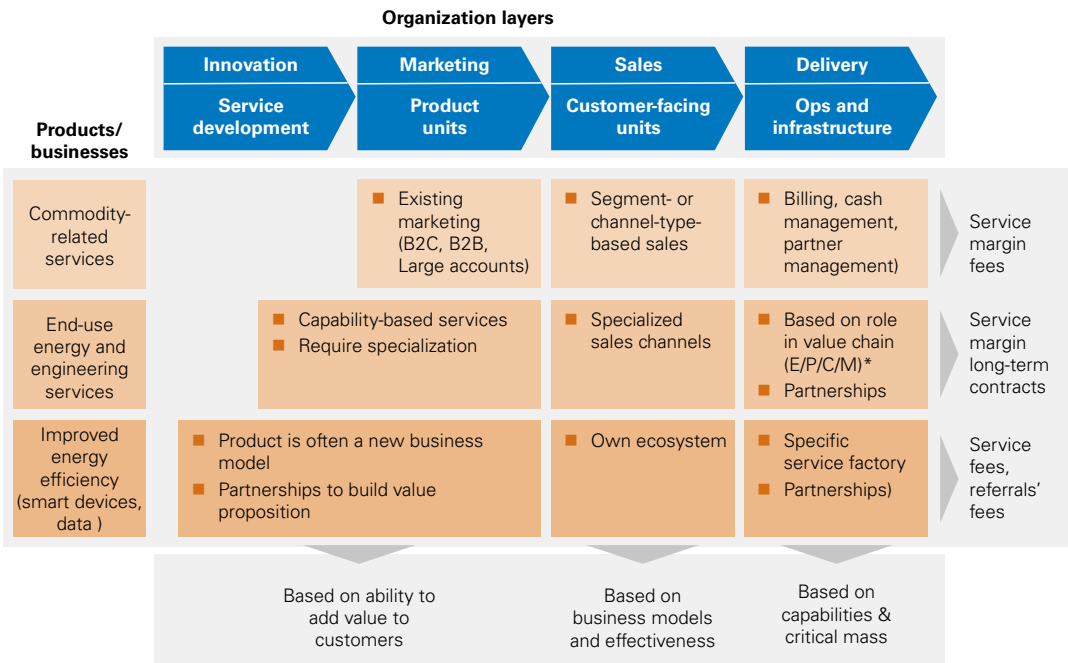 Organization layers
Innovation
Marketing
Sales
Delivery
Service
development
Product
units
Customer-facing
units
Ops and
infrastructure
Products/
businesses
Commodity-
related
services
■ Existing
marketing
(B2C, B2B,
Large accounts)
■ Segment- or
channel-type-
based sales
■ Billing, cash
management,
partner
management)
Service
margin
fees
End-use
energy and
engineering
services
■ Capability-based services
■ Require specialization
■ Specialized
sales channels
■ Based on role
in value chain
(E/P/C/M)*
■ Partnerships
Service
margin
long-term
contracts
Improved
energy
efficiency
(smart devices,
data )
■ Product is often a new business
model
■ Partnerships to build value
proposition
■ Own ecosystem
■ Specific
service factory
■ Partnerships)
Service
fees,
referrals’
fees
Based on ability to
add value to
customers
Based on
business models
and effectiveness
Based on
capabilities &
critical mass